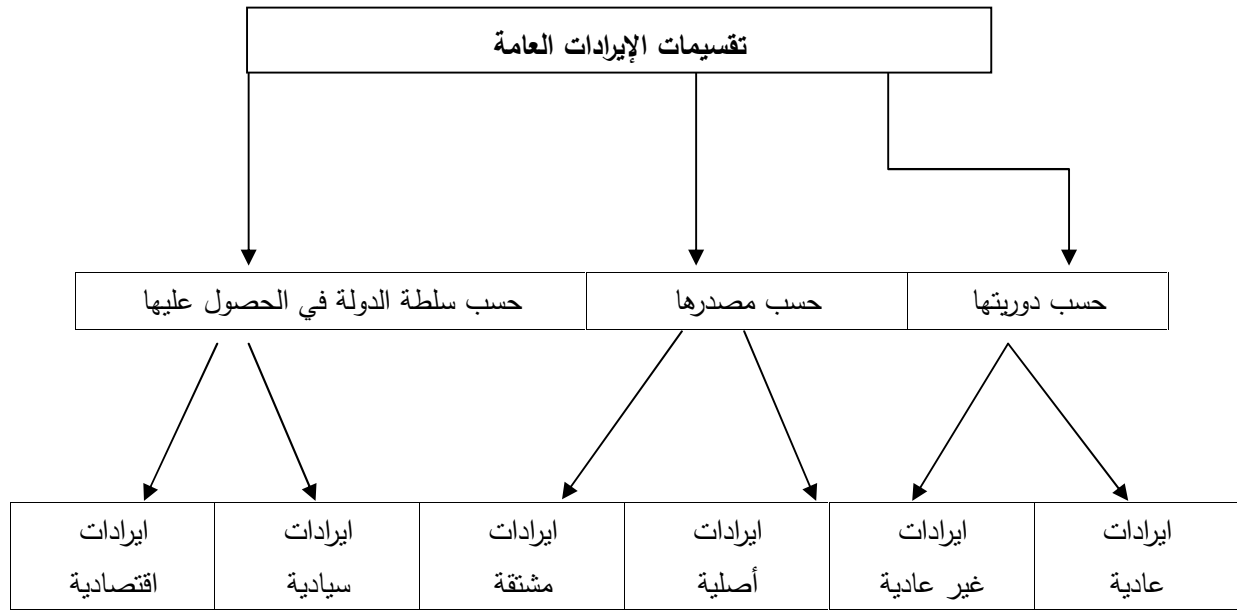 تقسيمات الإيرادات العامة
حسب دوريتها
حسب مصدرها
حسب سلطة الدولة في الحصول عليها
ايرادات
عادية
ايرادات
غير عادية
ايرادات
أصلية
ايرادات
مشتقة
ايرادات
سيادية
ايرادات
اقتصادية